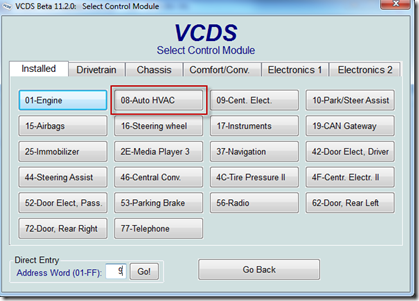 VCDS Beta 11.2.0: Select Control Module
VCDS
Select Control Module
Installed Drivetrain Chassis Comfort/Conv. Electronics 1 Electronics 2
01-Engine 08-Auto HVAC 09-Cent. Elect. 10-Park/Steer Assist
15-Airbags 16-Steering wheel 17-Instruments 19-CAN Gateway
25-Immobilizer 2E-Media Player 3 37-Navigation 42-Door Elect, Driver
44-Steering Assist 46-Central Conv. 4C-Tire Pressure II 4F-Centr. Electr. II
52-Door Elect, Pass. 53-Parking Brake 56-Radio 62-Door, Rear Left
72-Door, Rear Right 77-Telephone
Direct Entry
Address Word (01-FF): 9 Go! Go Back